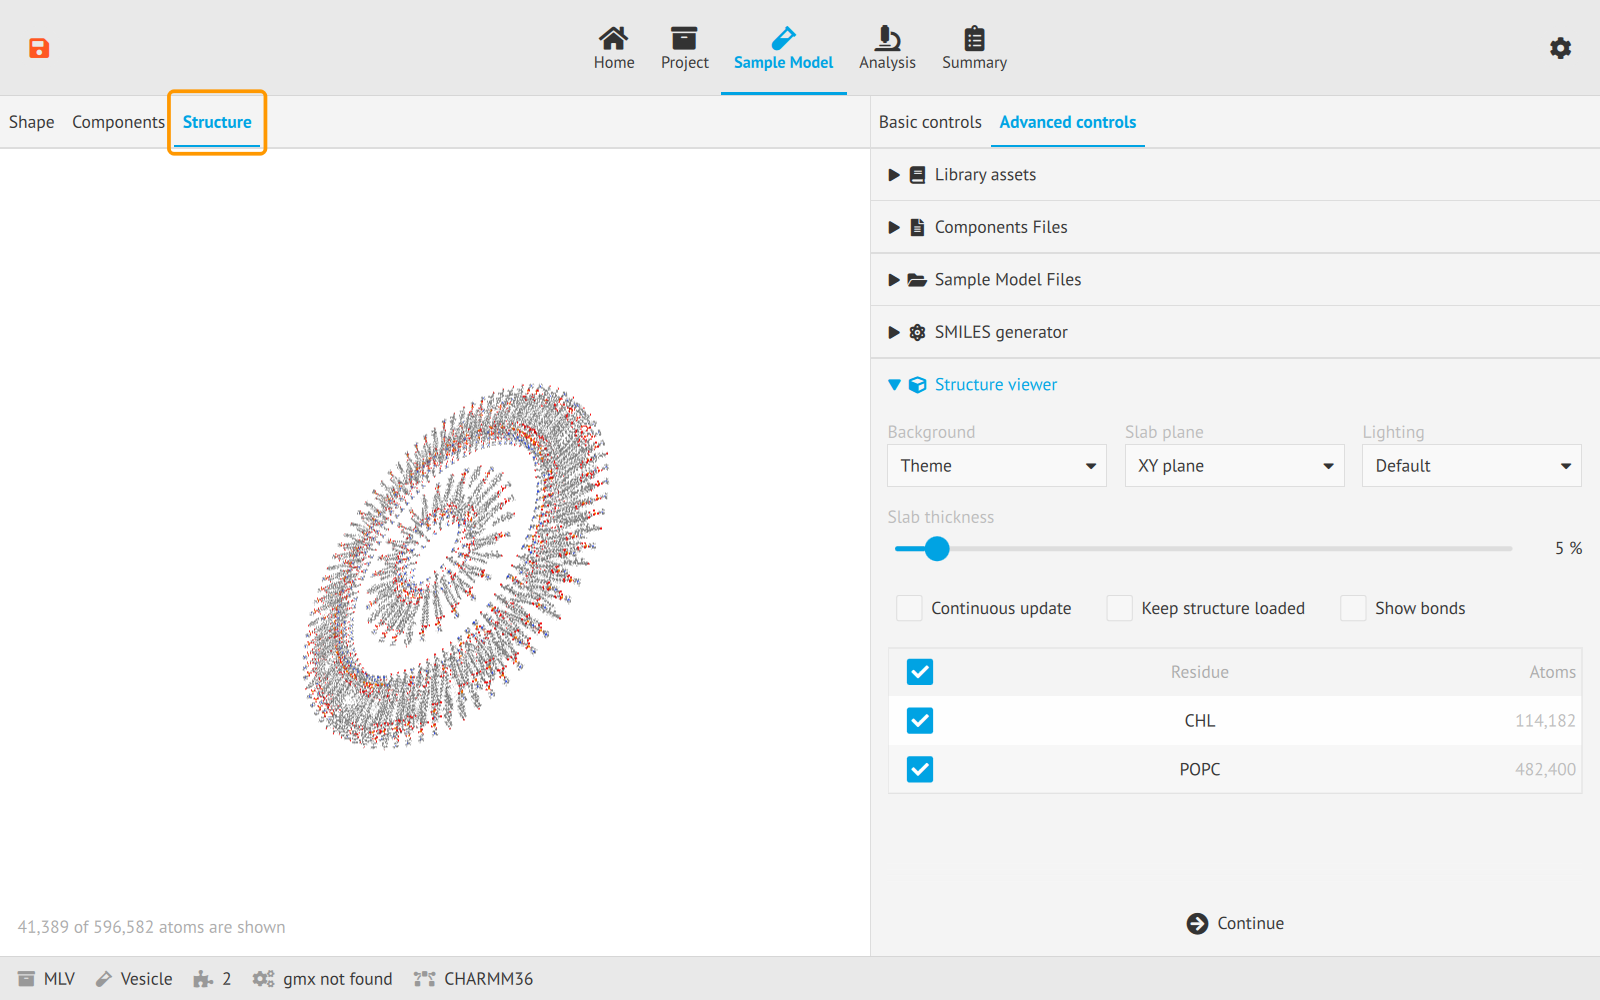 Home
Project
Sample Model
Analysis
Summary
Shape
Components
Structure
Basic controls
Advanced controls
Library assets
Components Files
Sample Model Files
SMILES generator
Structure viewer
Background
Slab plane
Lighting
Theme
XY plane
Default
Slab thickness
5 %
Continuous update
Keep structure loaded
Show bonds
Residue
Atoms
CHL
114,182
POPC
482,400
41,389 of 596,582 atoms are shown
Continue
MLV
Vesicle
2
gmx not found
CHARMM36